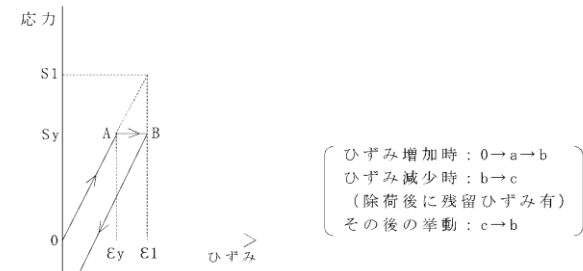 応力
S1
Sy
A
B
0
εy
ε1
ひずみ
ひずみ増加時：0→a→b
ひずみ減少時：b→c
（除荷後に残留ひずみ有）
その後の挙動：c→b